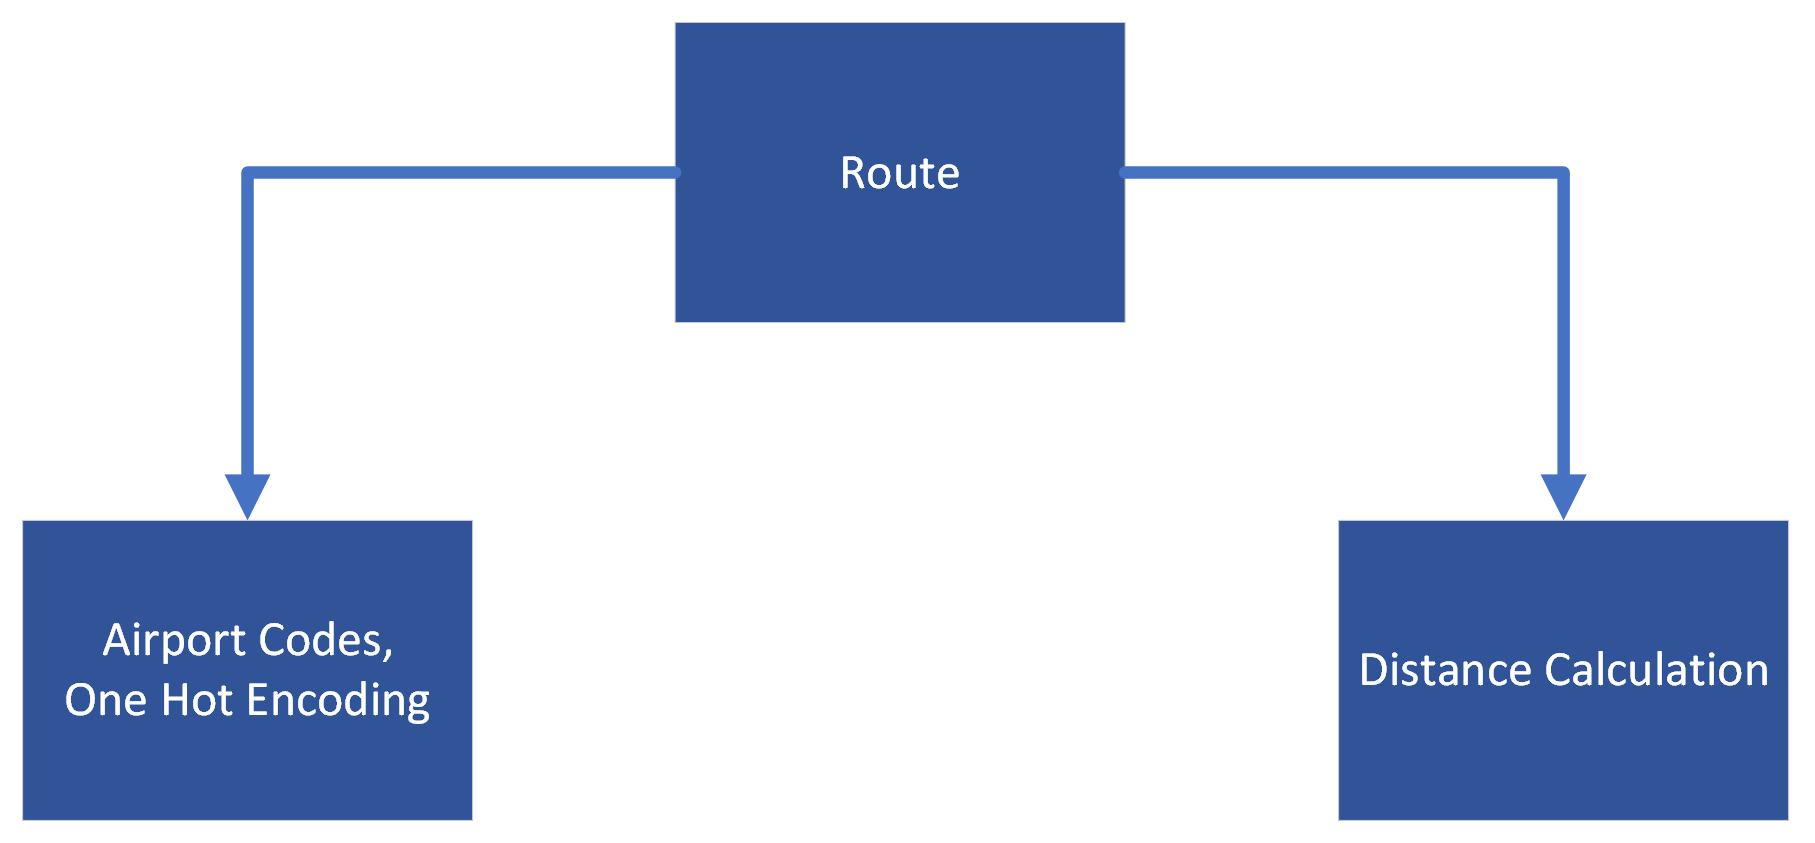 Route
Airport Codes,
One Hot Encoding
Distance Calculation